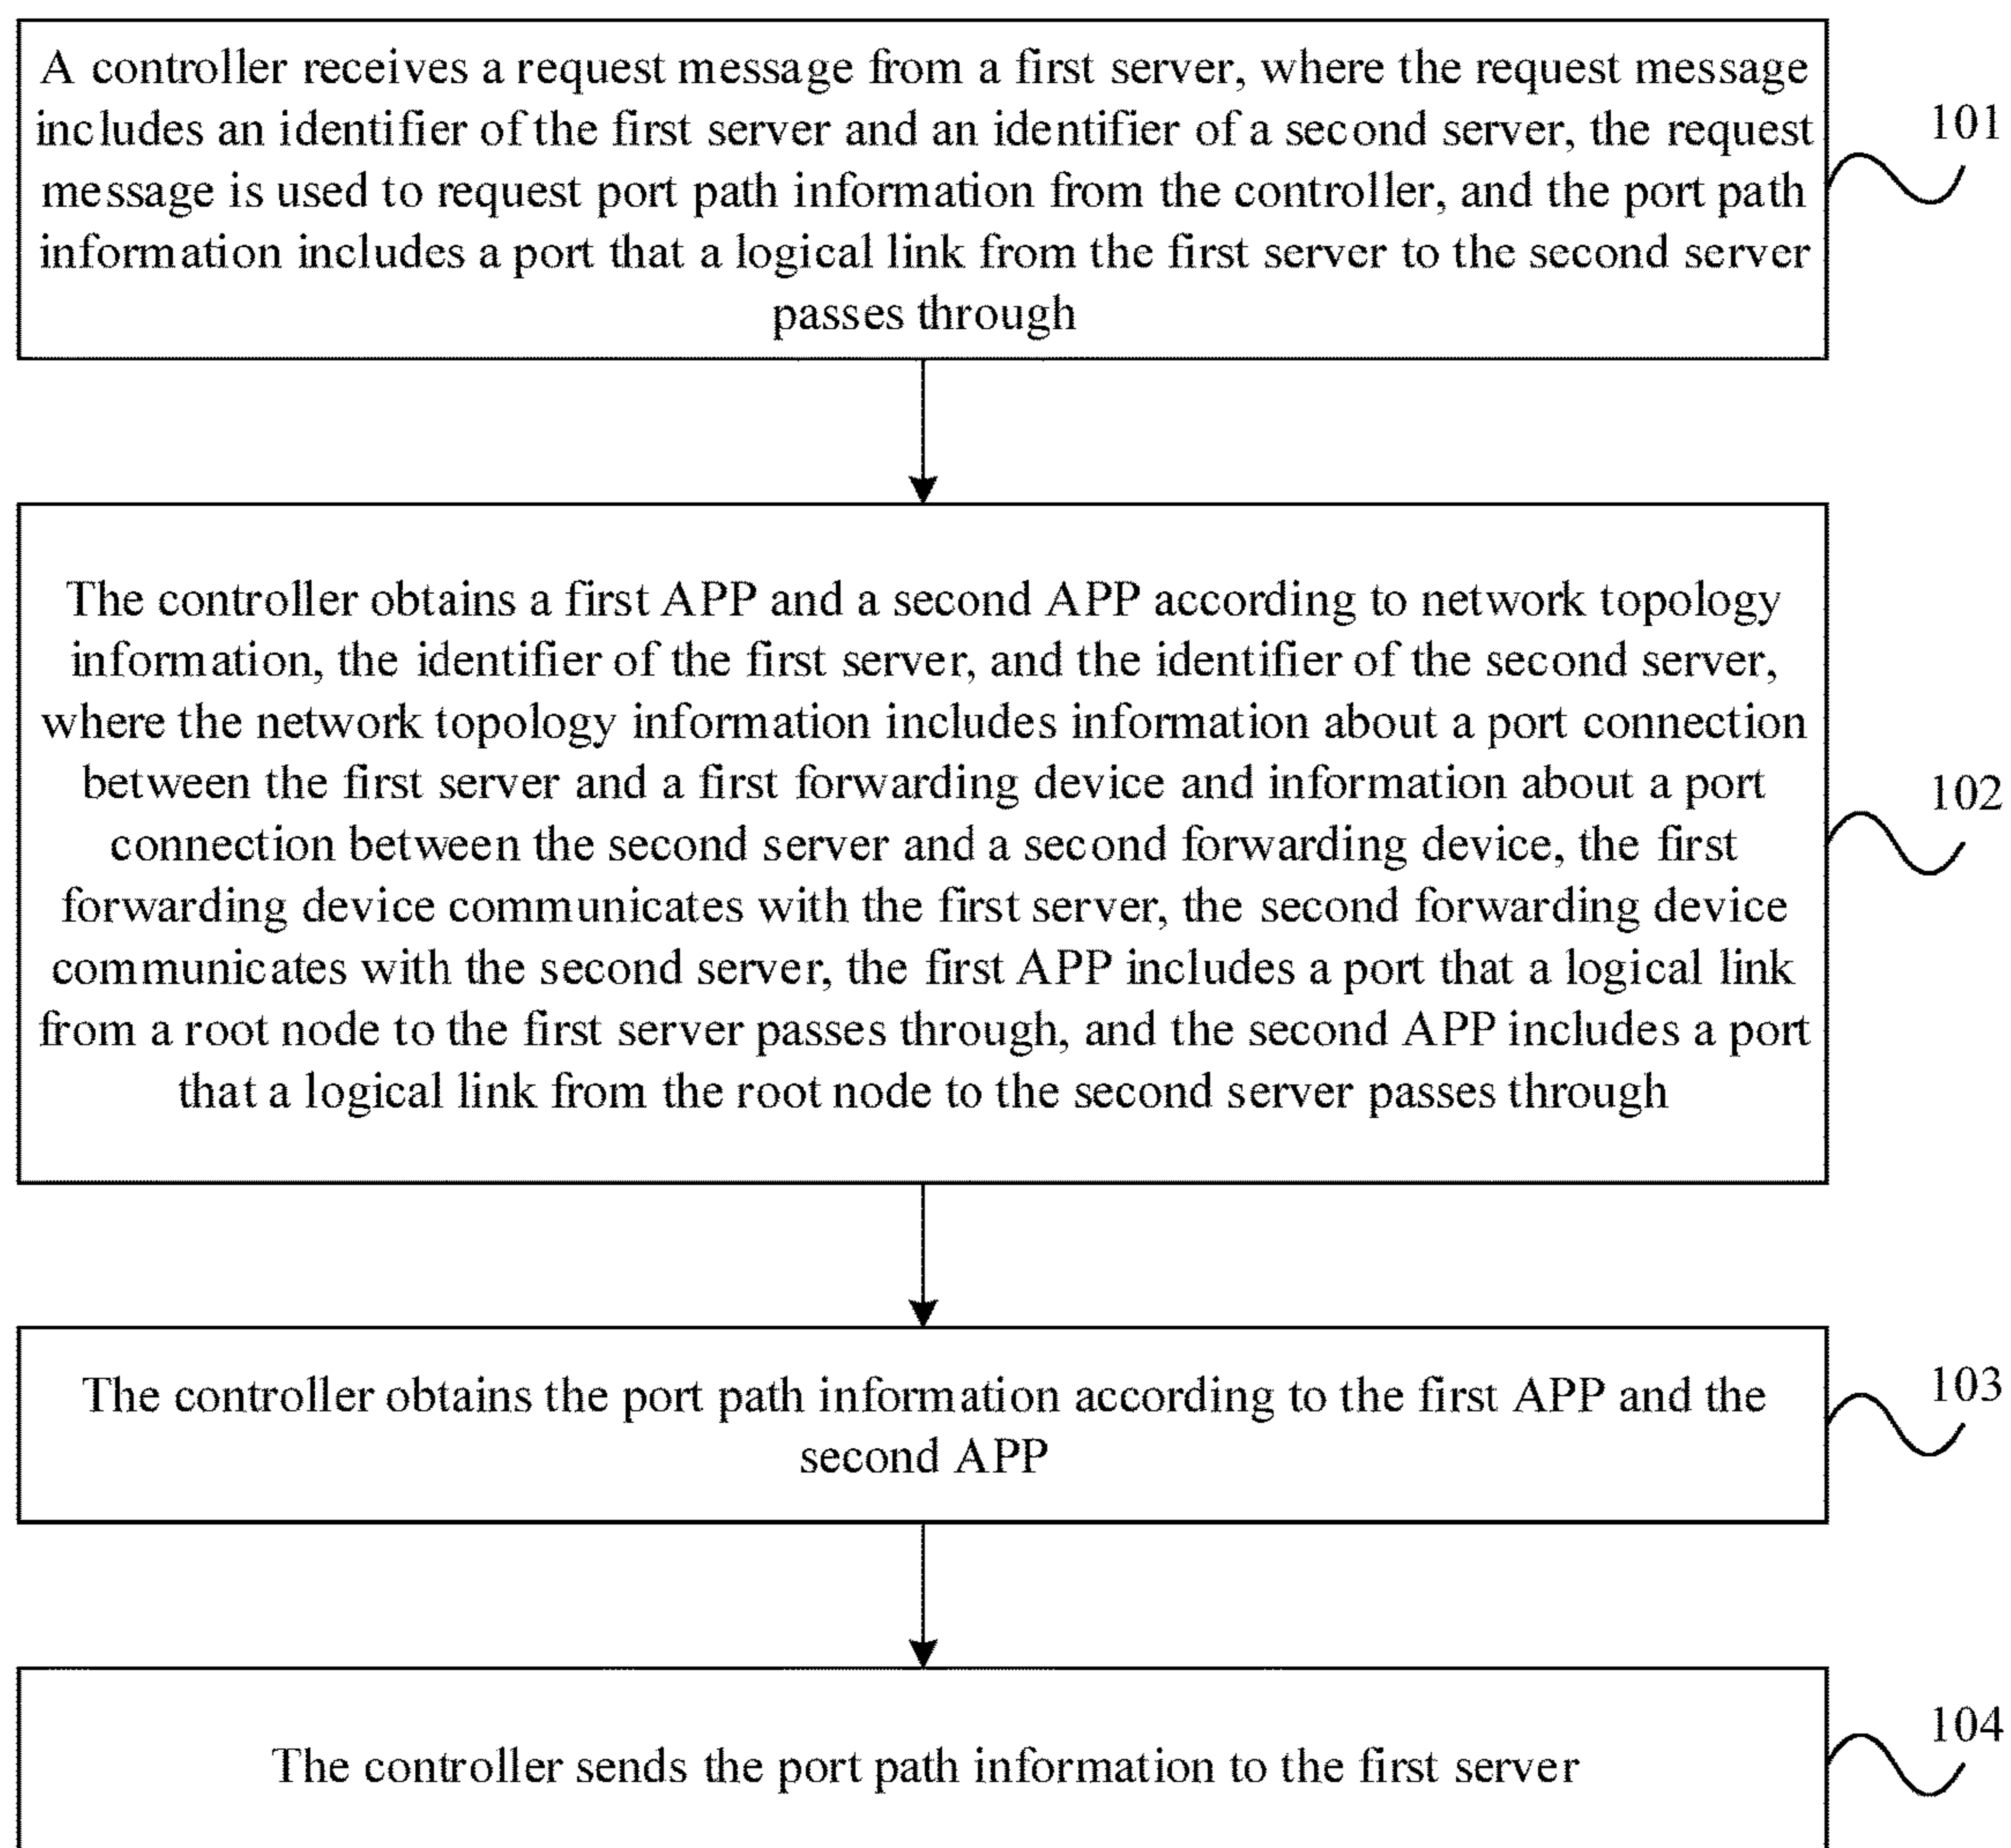 A controller receives a request message from a first server, where the request message
includes an identifier of the first server and an identifier of a second server, the request
message is used to request port path information from the controller, and the port path
information includes a port that a logical link from the first server to the second server
passes through
101
The controller obtains a first APP and a second APP according to network topology
information, the identifier of the first server, and the identifier of the second server,
where the network topology information includes information about a port connection
between the first server and a first forwarding device and information about a port
connection between the second server and a second forwarding device, the first
forwarding device communicates with the first server, the second forwarding device
communicates with the second server, the first APP includes a port that a logical link
from a root node to the first server passes through, and the second APP includes a port
that a logical link from the root node to the second server passes through
102
The controller obtains the port path information according to the first APP and the
second APP
103
The controller sends the port path information to the first server
104